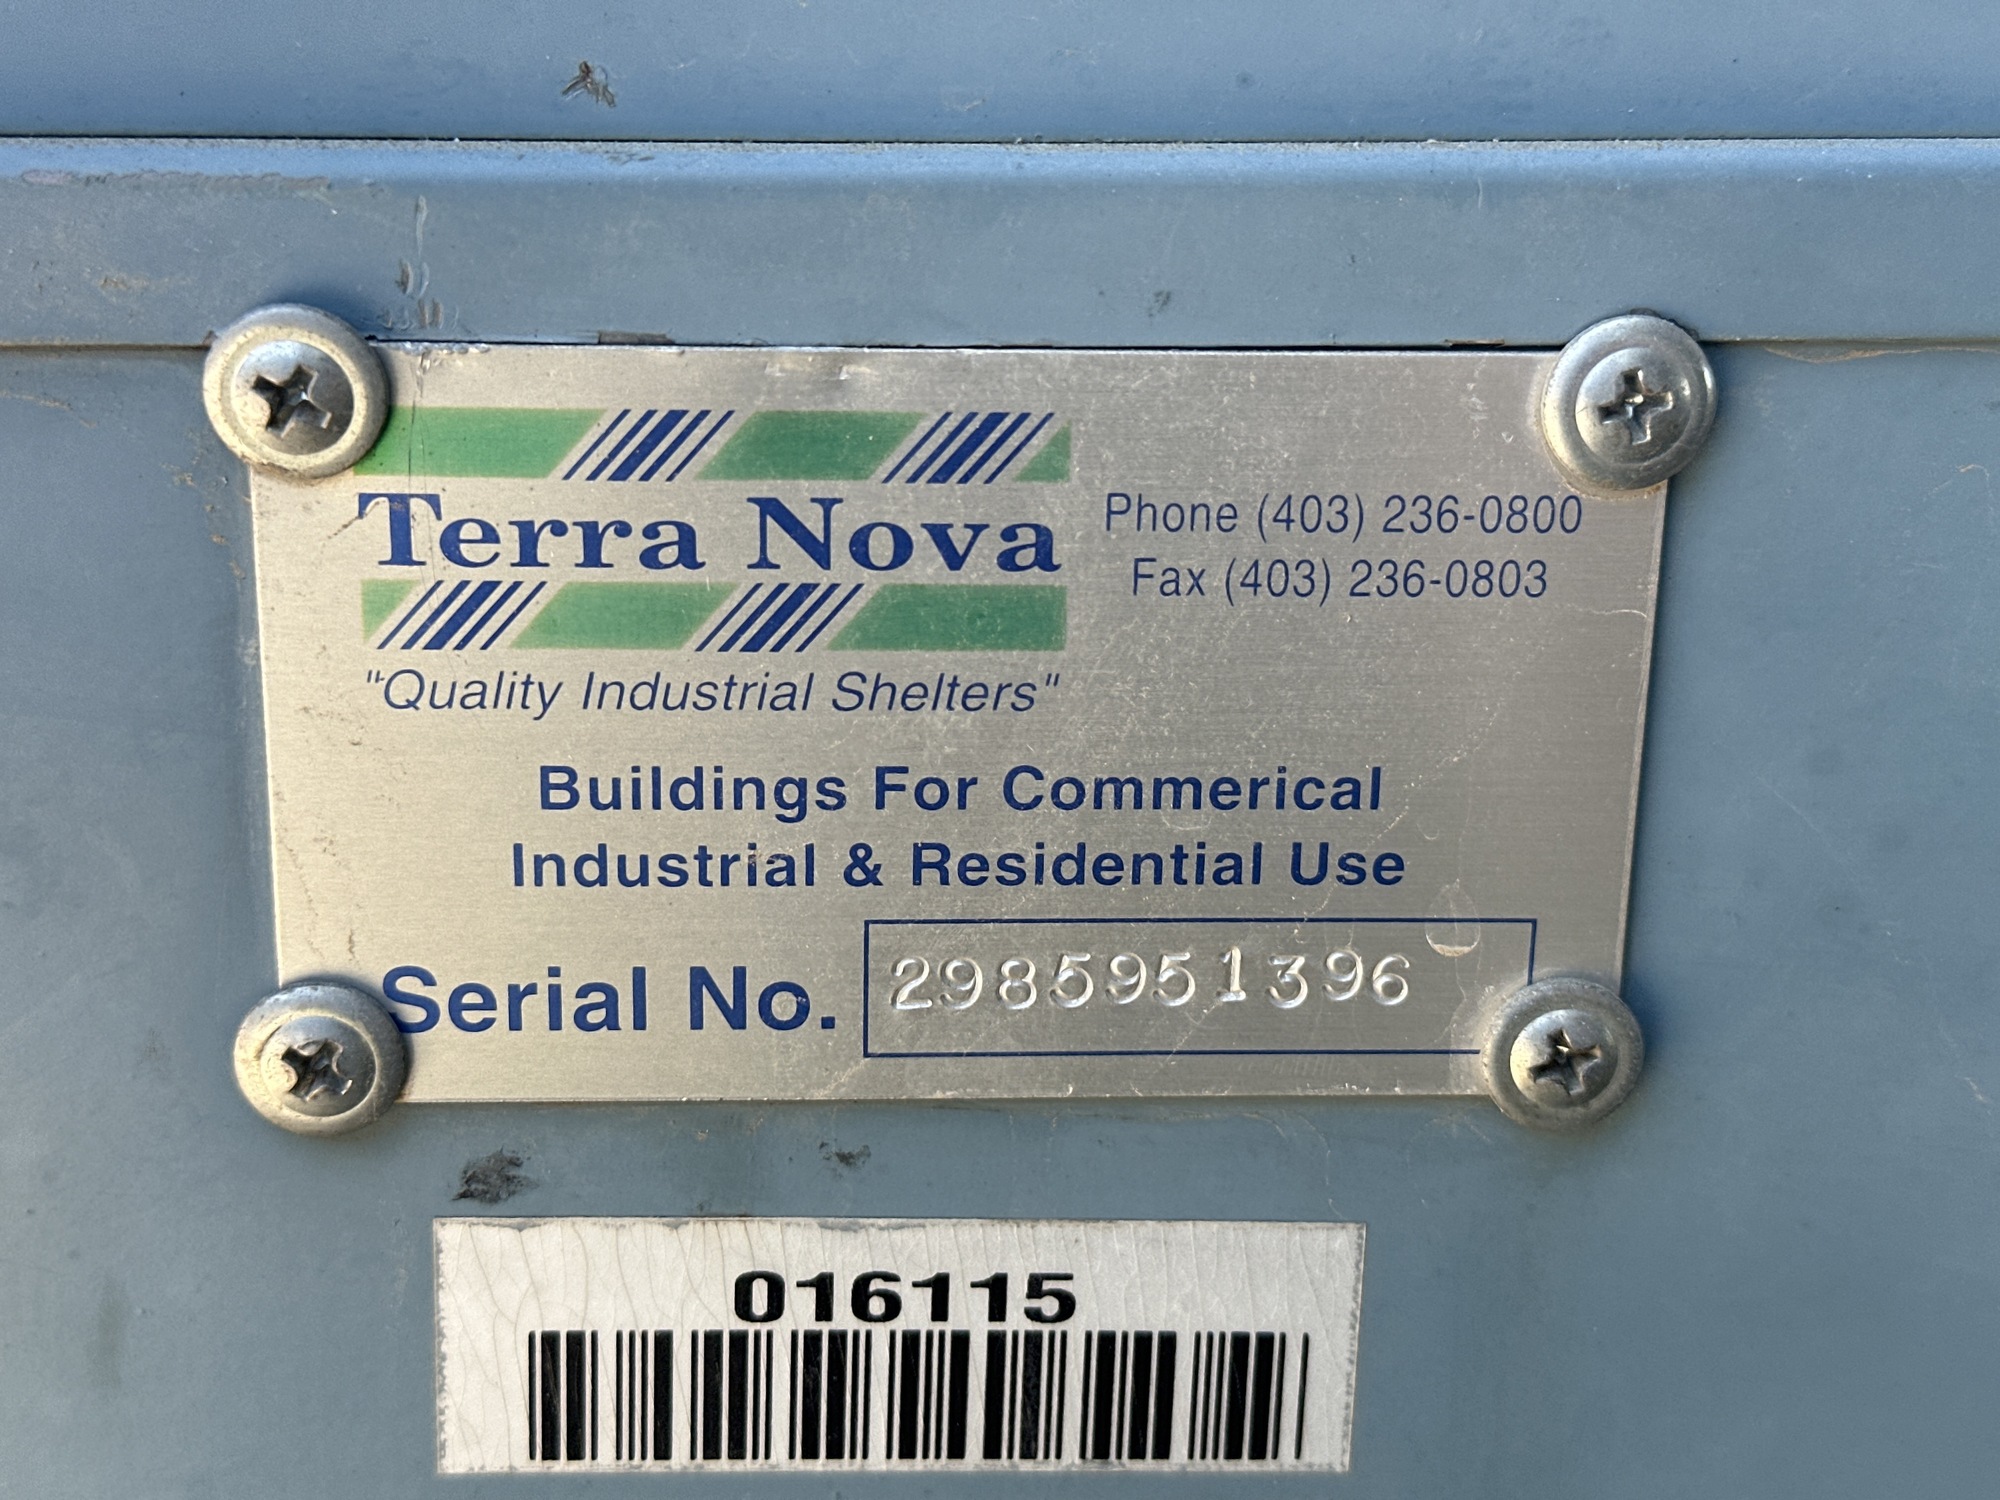 Terra Nova
Phone (403) 236-0800
Fax (403) 236-0803
"Quality Industrial Shelters"
Buildings For Commerical
Industrial & Residential Use
Serial No. 2985951396
016115